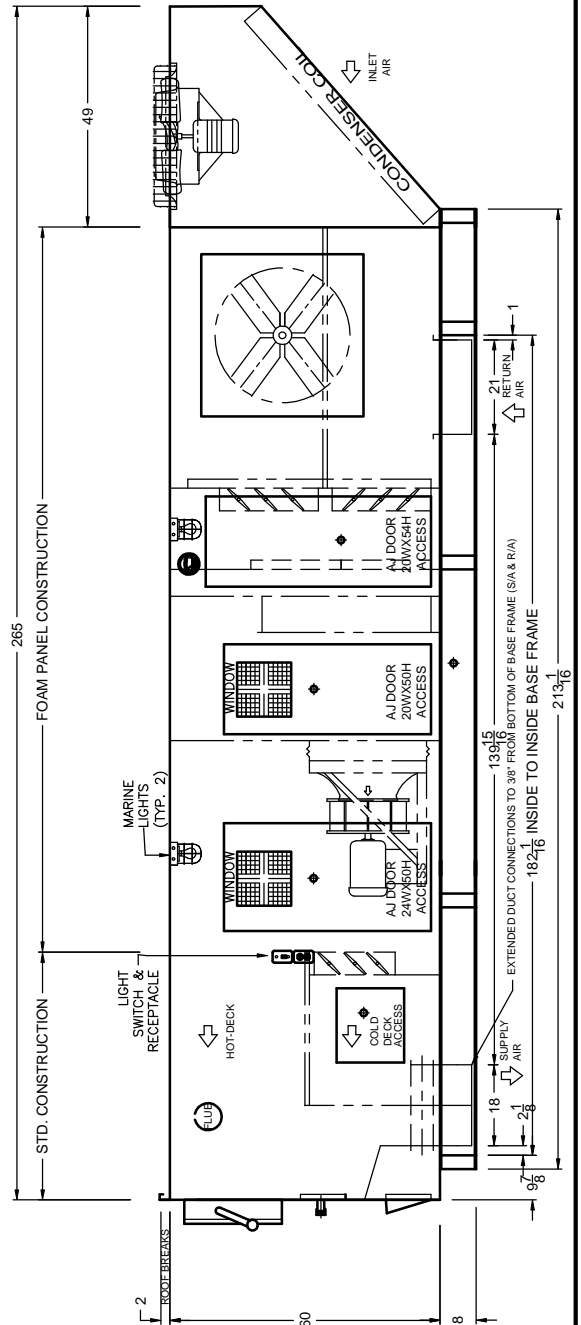 265
49
FOAM PANEL CONSTRUCTION
STD. CONSTRUCTION
MARINE
LIGHTS
(TYP. 2)
LIGHT
SWITCH &
RECEPTACLE
INLET
AIR
CONDENSER COIL
HOT-DECK
FLUE
COLD
DECK
ACCESS
WINDOW
AJ DOOR
24WX50H
ACCESS
WINDOW
AJ DOOR
20WX50H
ACCESS
AJ DOOR
20WX54H
ACCESS
2
ROOF BREAKS
60
8
SUPPLY
AIR
18
2 1/8
9 7/8
139 15/16
21
RETURN
AIR
1
EXTENDED DUCT CONNECTIONS TO 3/8" FROM BOTTOM OF BASE FRAME (S/A & R/A)
182 1/16 INSIDE TO INSIDE BASE FRAME
213 1/16